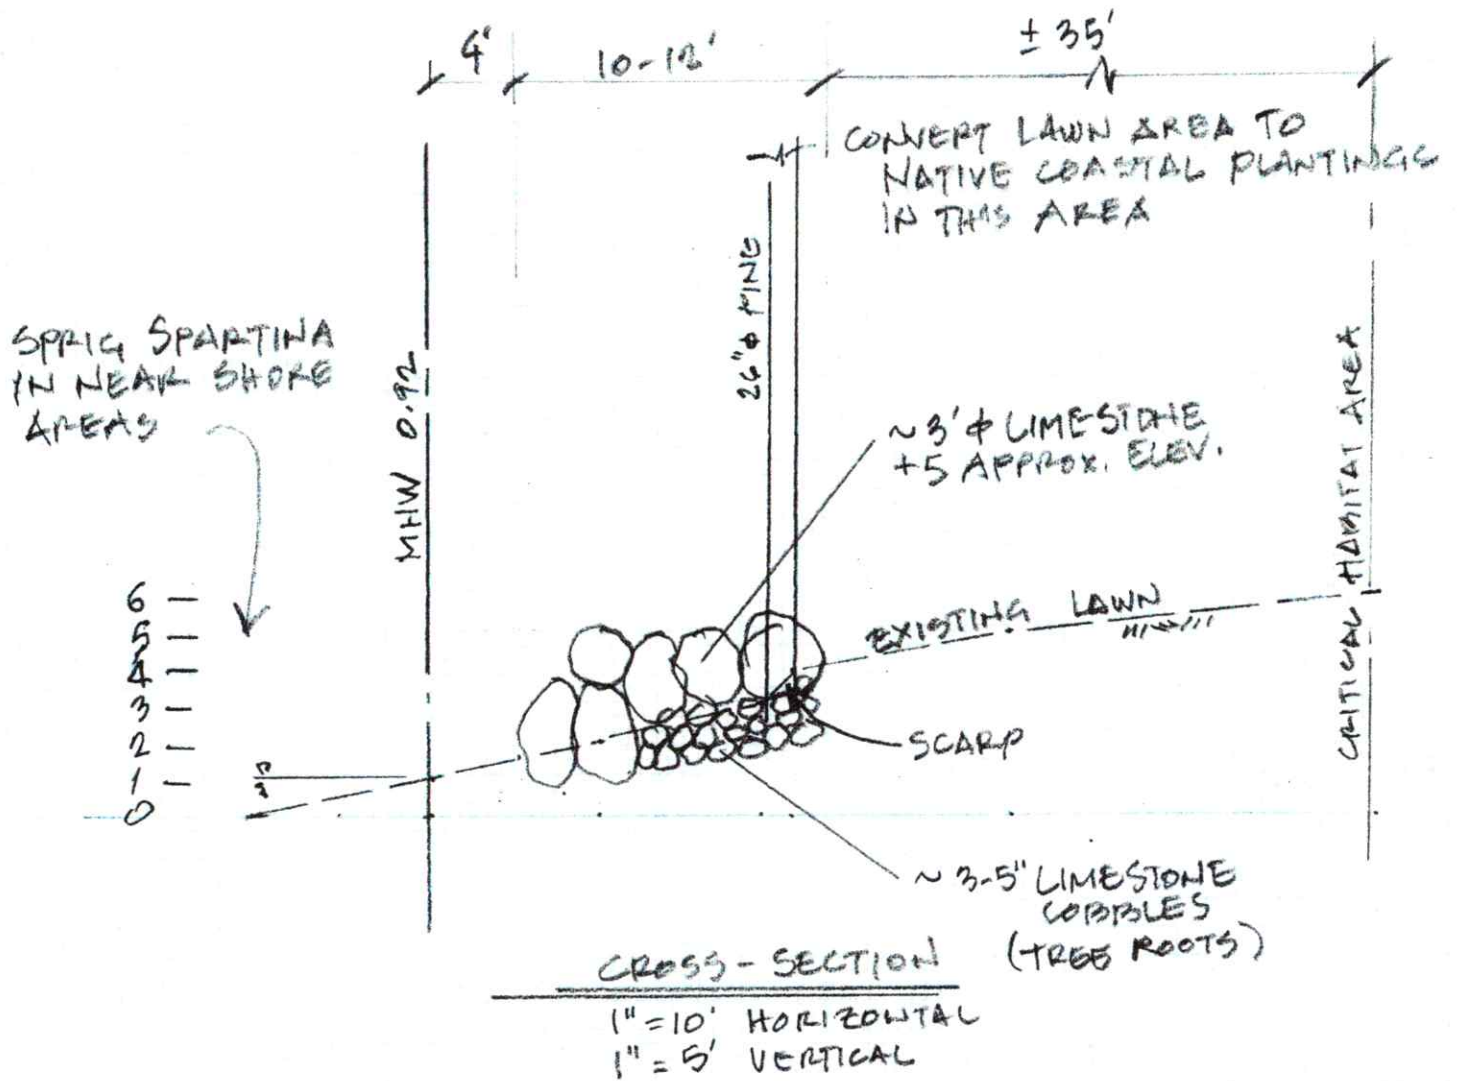 4'
10-12'
± 35'
CONVERT LAWN AREA TO
NATIVE COASTAL PLANTINGS
IN THIS AREA
26"ϕ PINE
SPRIG SPARTINA
IN NEAR SHORE
AREAS
MHW 0.92
~3'ϕ LIMESTONE
+5 APPROX. ELEV.
CRITICAL HABITAT AREA
6
5
4
3
2
1
0
EXISTING LAWN
SCARP
~3-5" LIMESTONE
COBBLES
(TREE ROOTS)
CROSS-SECTION
1"=10' HORIZONTAL
1"=5' VERTICAL